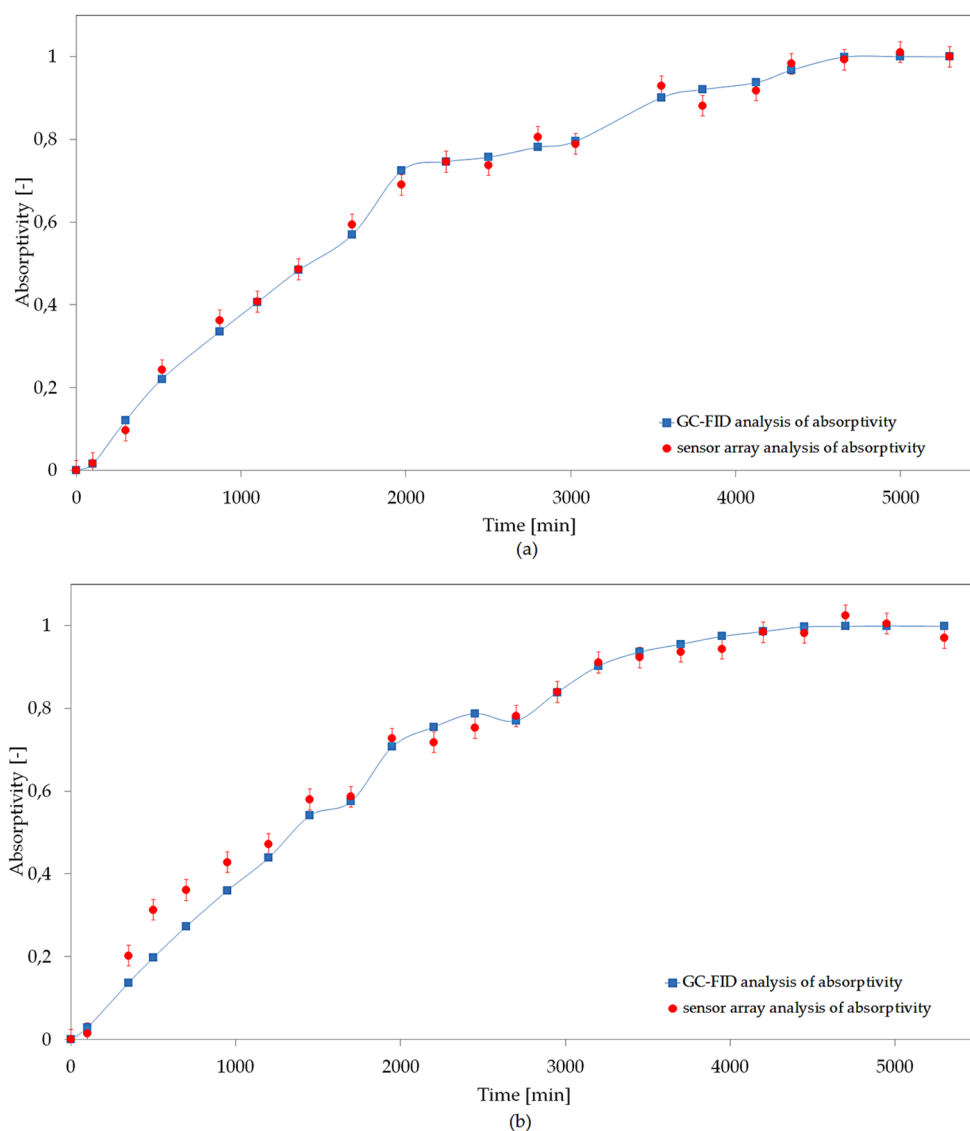 1
0,8
0,6
0,4
0,2
0
Absorptivity [-]
GC-FID analysis of absorptivity
sensor array analysis of absorptivity
0 1000 2000 3000 4000 5000
Time [min]
(a)
1
0,8
0,6
0,4
0,2
0
Absorptivity [-]
GC-FID analysis of absorptivity
sensor array analysis of absorptivity
0 1000 2000 3000 4000 5000
Time [min]
(b)